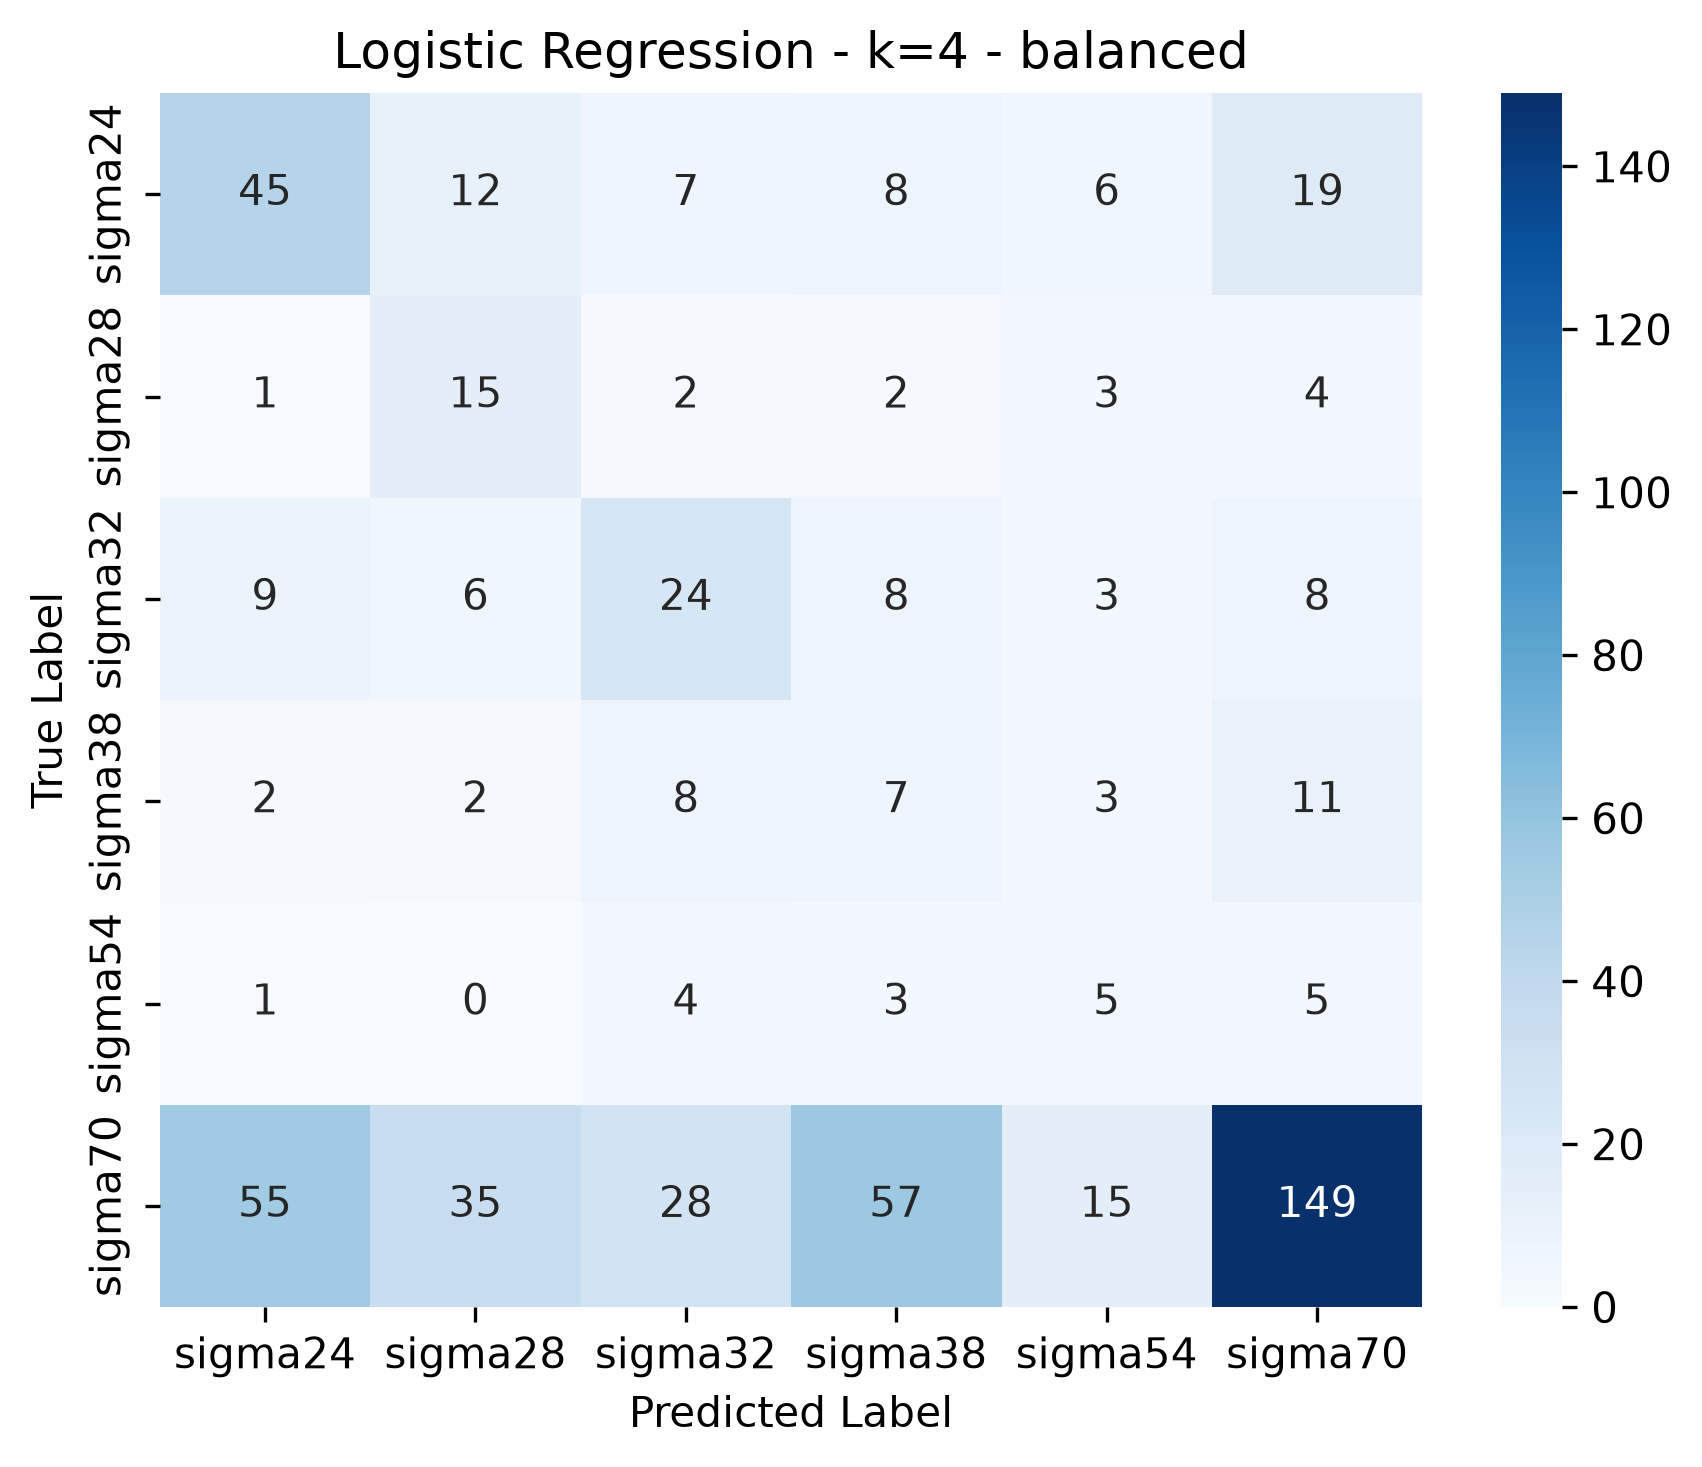 Logistic Regression - k=4 - balanced
True Label
sigma24 45 12 7 8 6 19
sigma28 1 15 2 2 3 4
sigma32 9 6 24 8 3 8
sigma38 2 2 8 7 3 11
sigma54 1 0 4 3 5 5
sigma70 55 35 28 57 15 149
sigma24 sigma28 sigma32 sigma38 sigma54 sigma70
Predicted Label
140
120
100
80
60
40
20
0